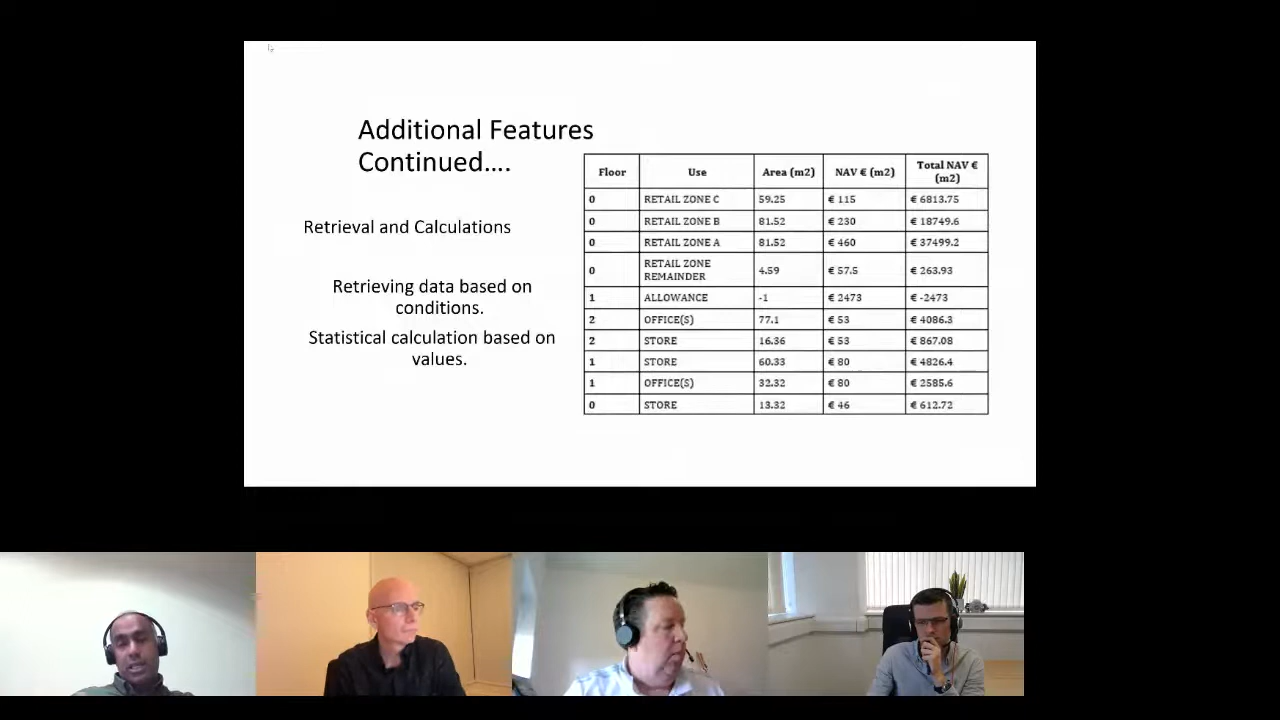 Additional Features
Continued....
Retrieval and Calculations
Retrieving data based on
conditions.
Statistical calculation based on
values.
Floor Use Area (m2) NAV € (m2) Total NAV € (m2)
0 RETAIL ZONE C 59.25 € 115 € 6813.75
0 RETAIL ZONE B 81.52 € 230 € 18749.6
0 RETAIL ZONE A 81.52 € 460 € 37499.2
0 RETAIL ZONE REMAINDER 4.59 € 57.5 € 263.93
1 ALLOWANCE -1 € 2473 € -2473
2 OFFICE(S) 77.1 € 53 € 4086.3
2 STORE 16.36 € 53 € 867.08
1 STORE 60.33 € 80 € 4826.4
1 OFFICE(S) 32.32 € 80 € 2585.6
0 STORE 13.32 € 46 € 612.72